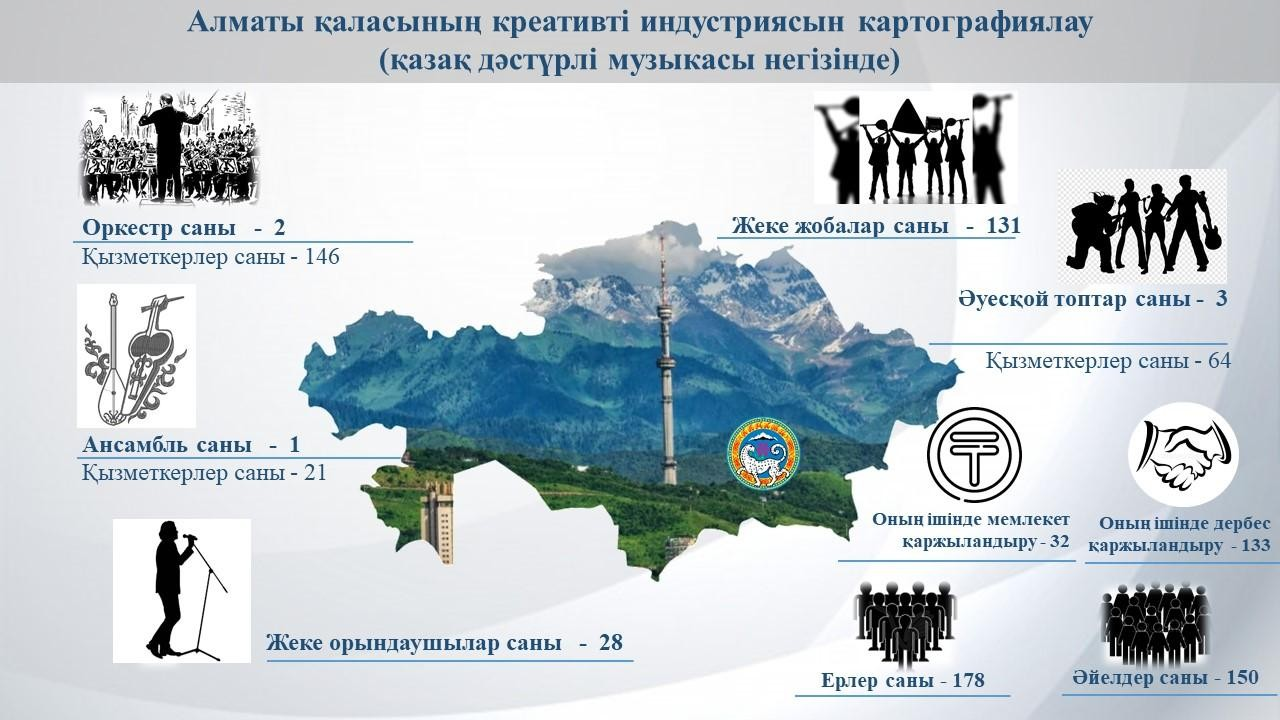 Алматы қаласының креативті индустриясын картографиялау
(қазақ дәстүрлі музыкасы негізінде)
Оркестр саны - 2
Қызметкерлер саны - 146
Ансамбль саны - 1
Қызметкерлер саны - 21
Жеке орындаушылар саны - 28
Жеке жобалар саны - 131
Әуесқой топтар саны - 3
Қызметкерлер саны - 64
Оның ішінде мемлекет
қаржыландыру - 32
Оның ішінде дербес
қаржыландыру - 133
Ерлер саны - 178
Әйелдер саны - 150